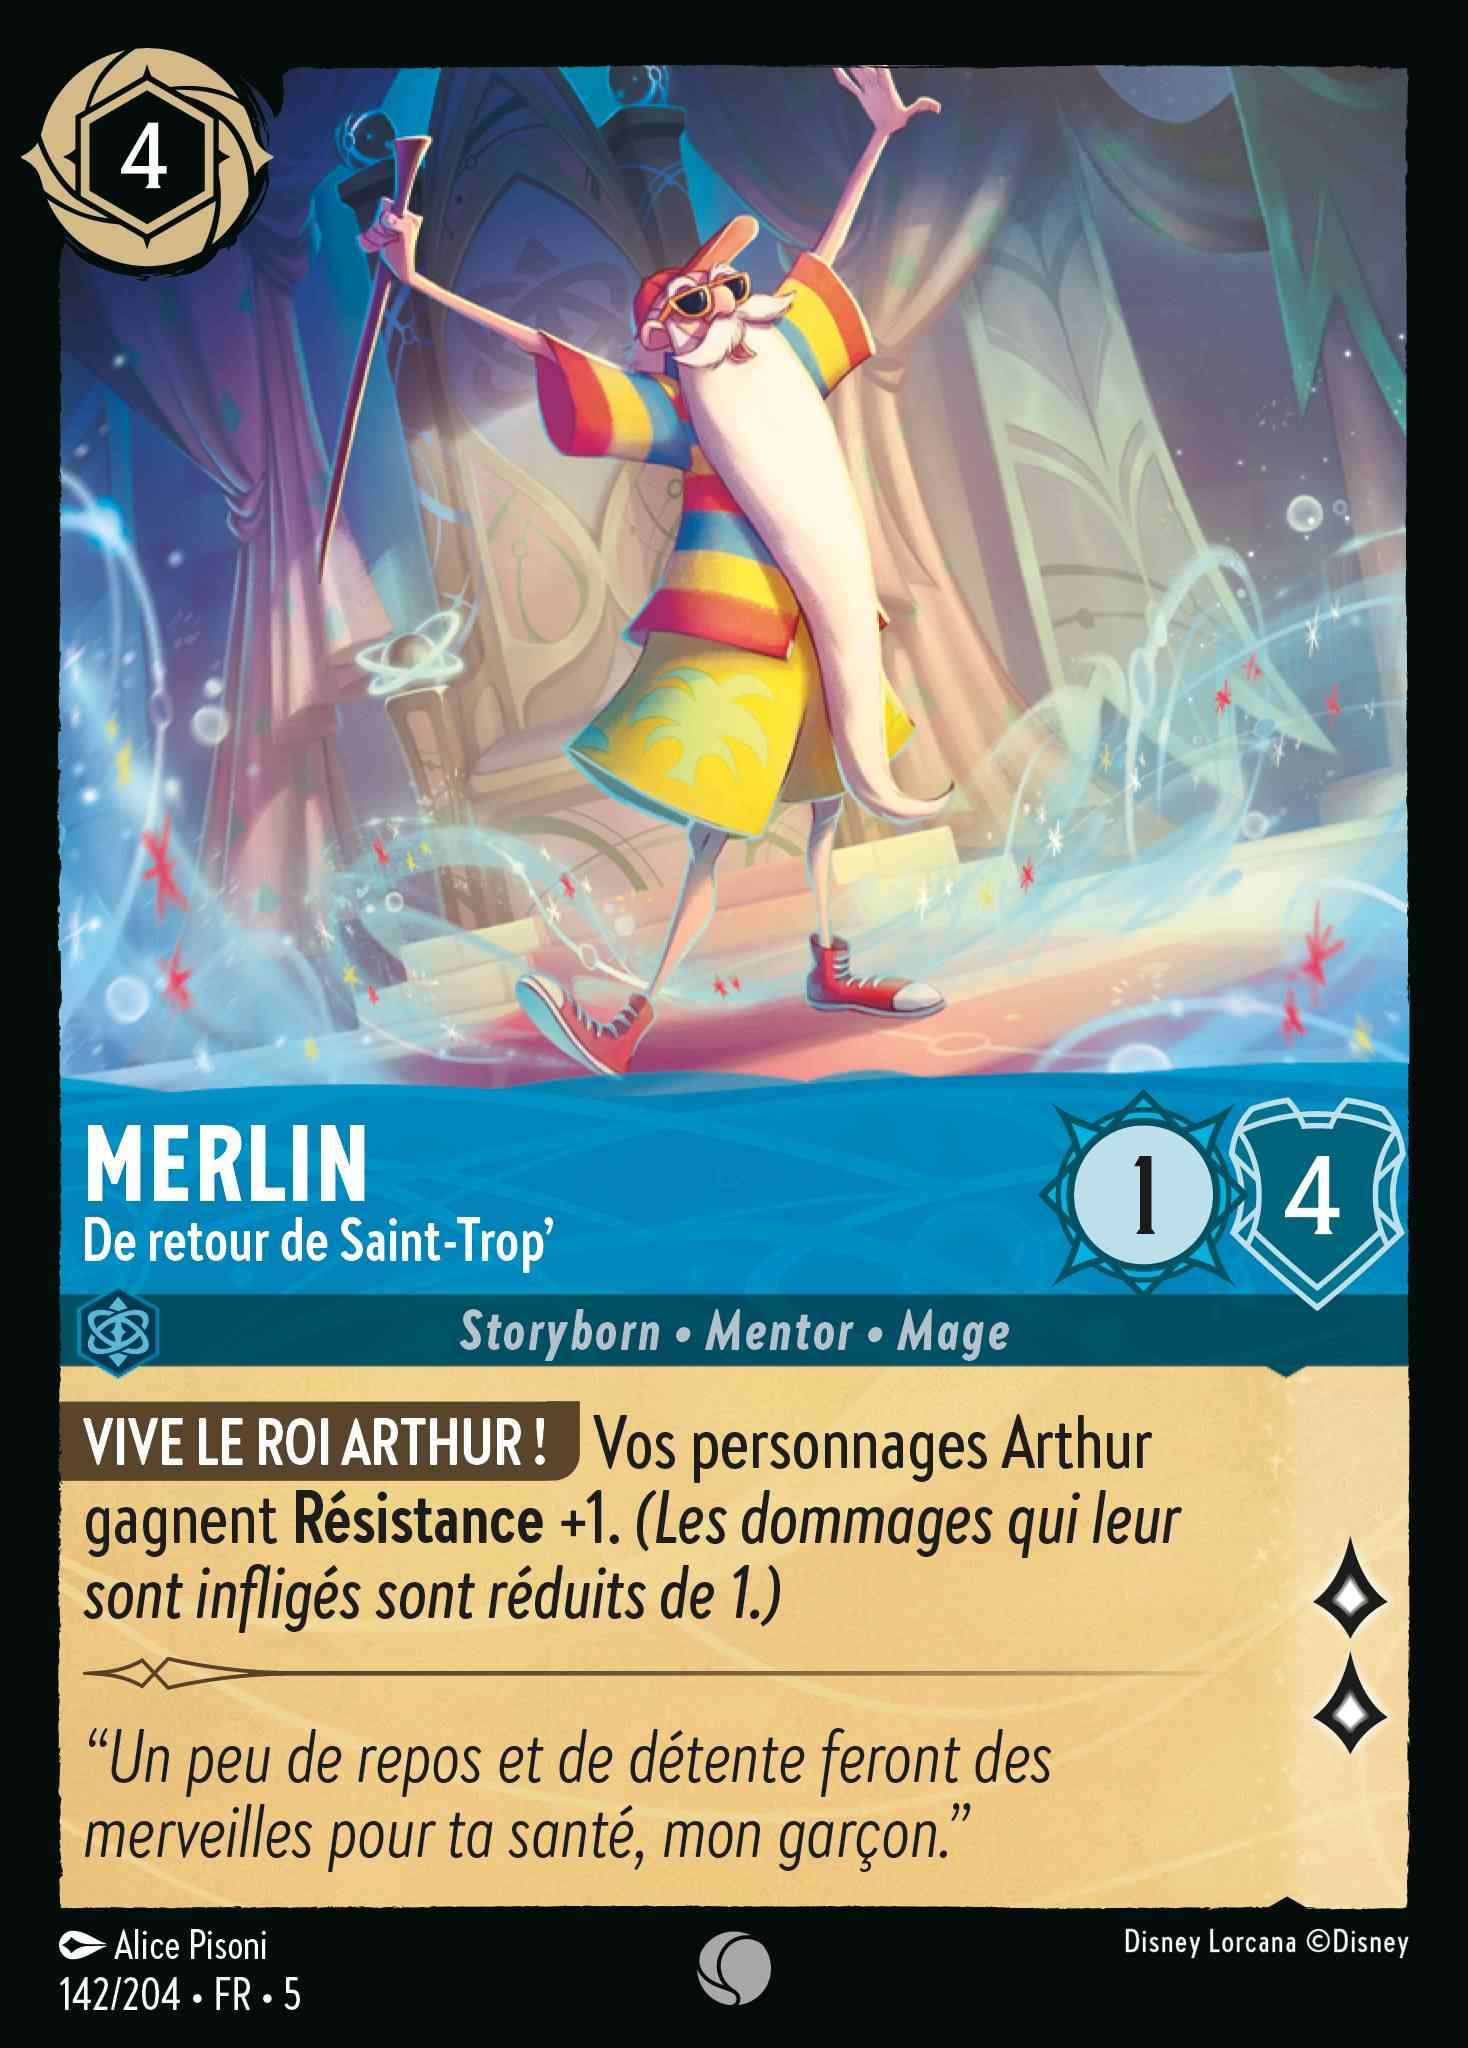 4
MERLIN
De retour de Saint-Trop’
1
4
Storyborn • Mentor • Mage
VIVE LE ROI ARTHUR ! Vos personnages Arthur
gagnent Résistance +1. (Les dommages qui leur
sont infligés sont réduits de 1.)
“Un peu de repos et de détente feront des
merveilles pour ta santé, mon garçon.”
Alice Pisoni
Disney Lorcana ©Disney
142/204 • FR • 5